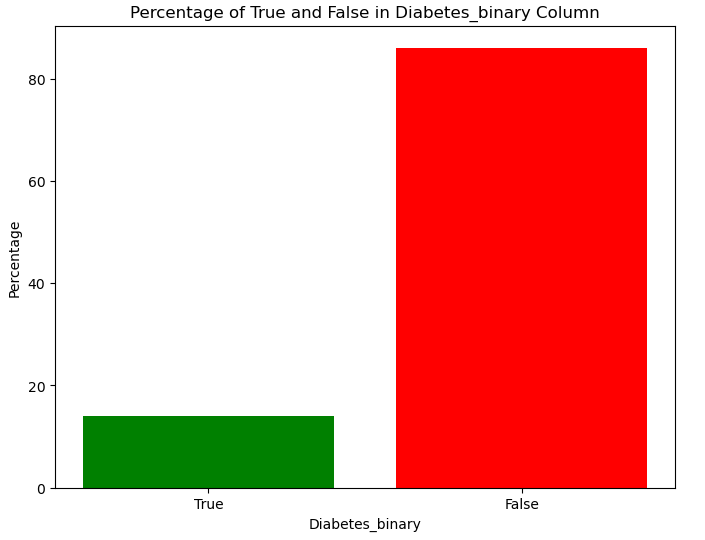 Percentage of True and False in Diabetes_binary Column
Percentage
80
60
40
20
0
True False
Diabetes_binary